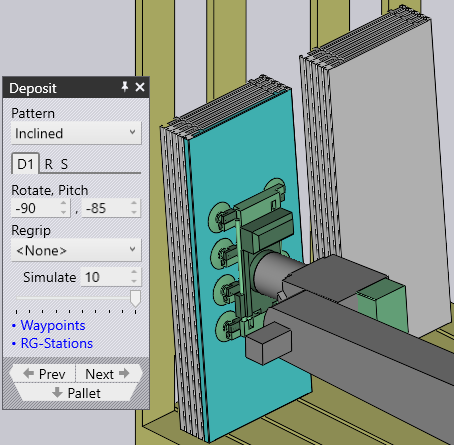 Deposit
Pattern
Inclined
D1 R S
Rotate, Pitch
-90 , -85
Regrip
<None>
Simulate 10
• Waypoints
• RG-Stations
Prev Next
Pallet